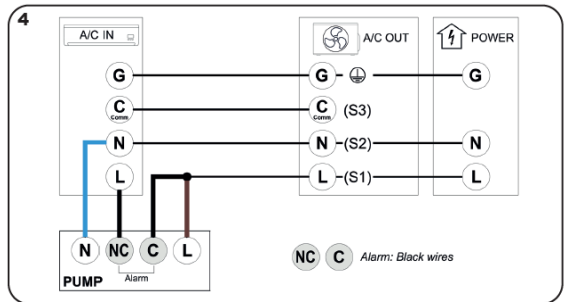 4
A/C IN
A/C OUT
POWER
G G G
C Comm C Comm (S3)
N N (S2) N
L L (S1) L
N NC C L
Alarm
PUMP
NC C Alarm: Black wires